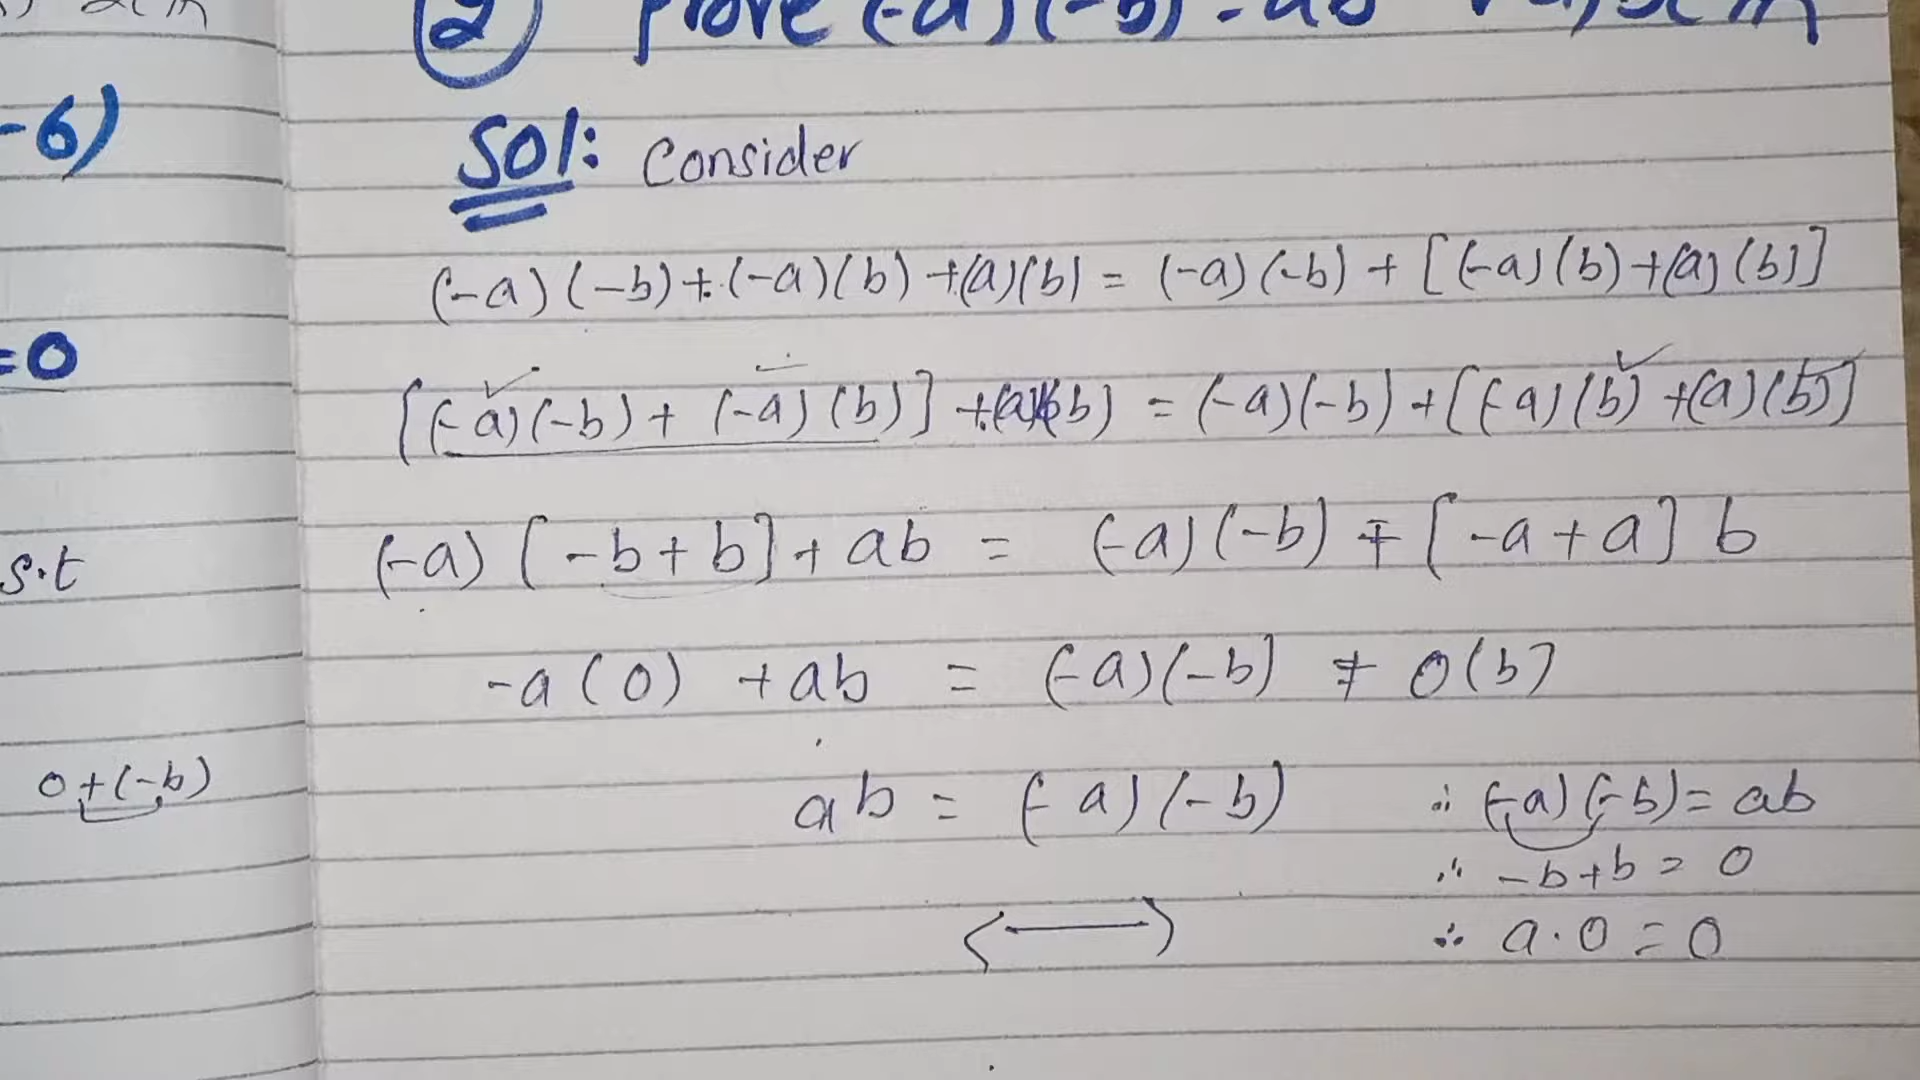 -6)
=0
s.t
0+(-b)
② prove (-a)(-b) = ab
Sol: Consider
(-a)(-b)+(-a)(b)+(a)(b) = (-a)(-b)+[(-a)(b)+(a)(b)]
[(-a)(-b)+(-a)(b)]+(a)(b) = (-a)(-b)+[(-a)(b)+(a)(b)]
(-a)[-b+b]+ab = (-a)(-b)+[-a+a]b
-a(0)+ab = (-a)(-b)+0(b)
ab = (-a)(-b) ∴ (-a)(-b)=ab
∴ -b+b=0
∴ a·0=0